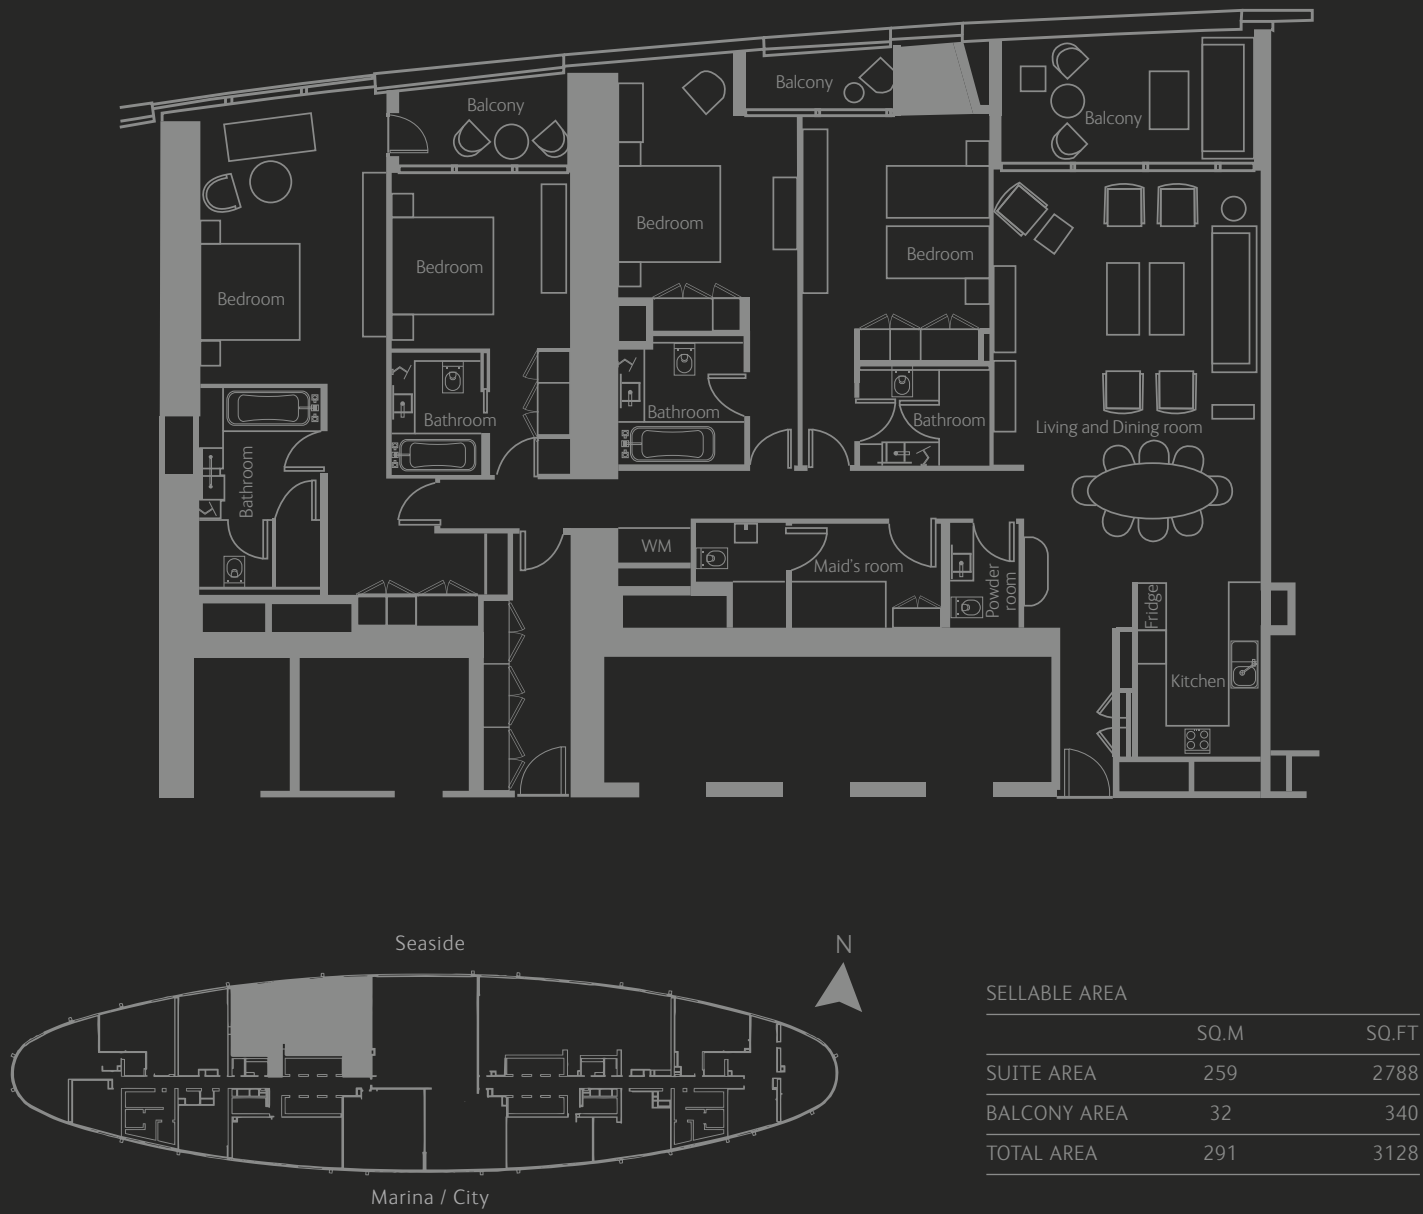 Balcony
Balcony
Balcony
Bedroom
Bedroom
Bedroom
Bedroom
Bathroom
Bathroom
Bathroom
Bathroom
Living and Dining room
WM
Maid's room
Powder
room
Fridge
Kitchen
Seaside
N
Marina / City
SELLABLE AREA
SQ.M SQ.FT
SUITE AREA 259 2788
BALCONY AREA 32 340
TOTAL AREA 291 3128